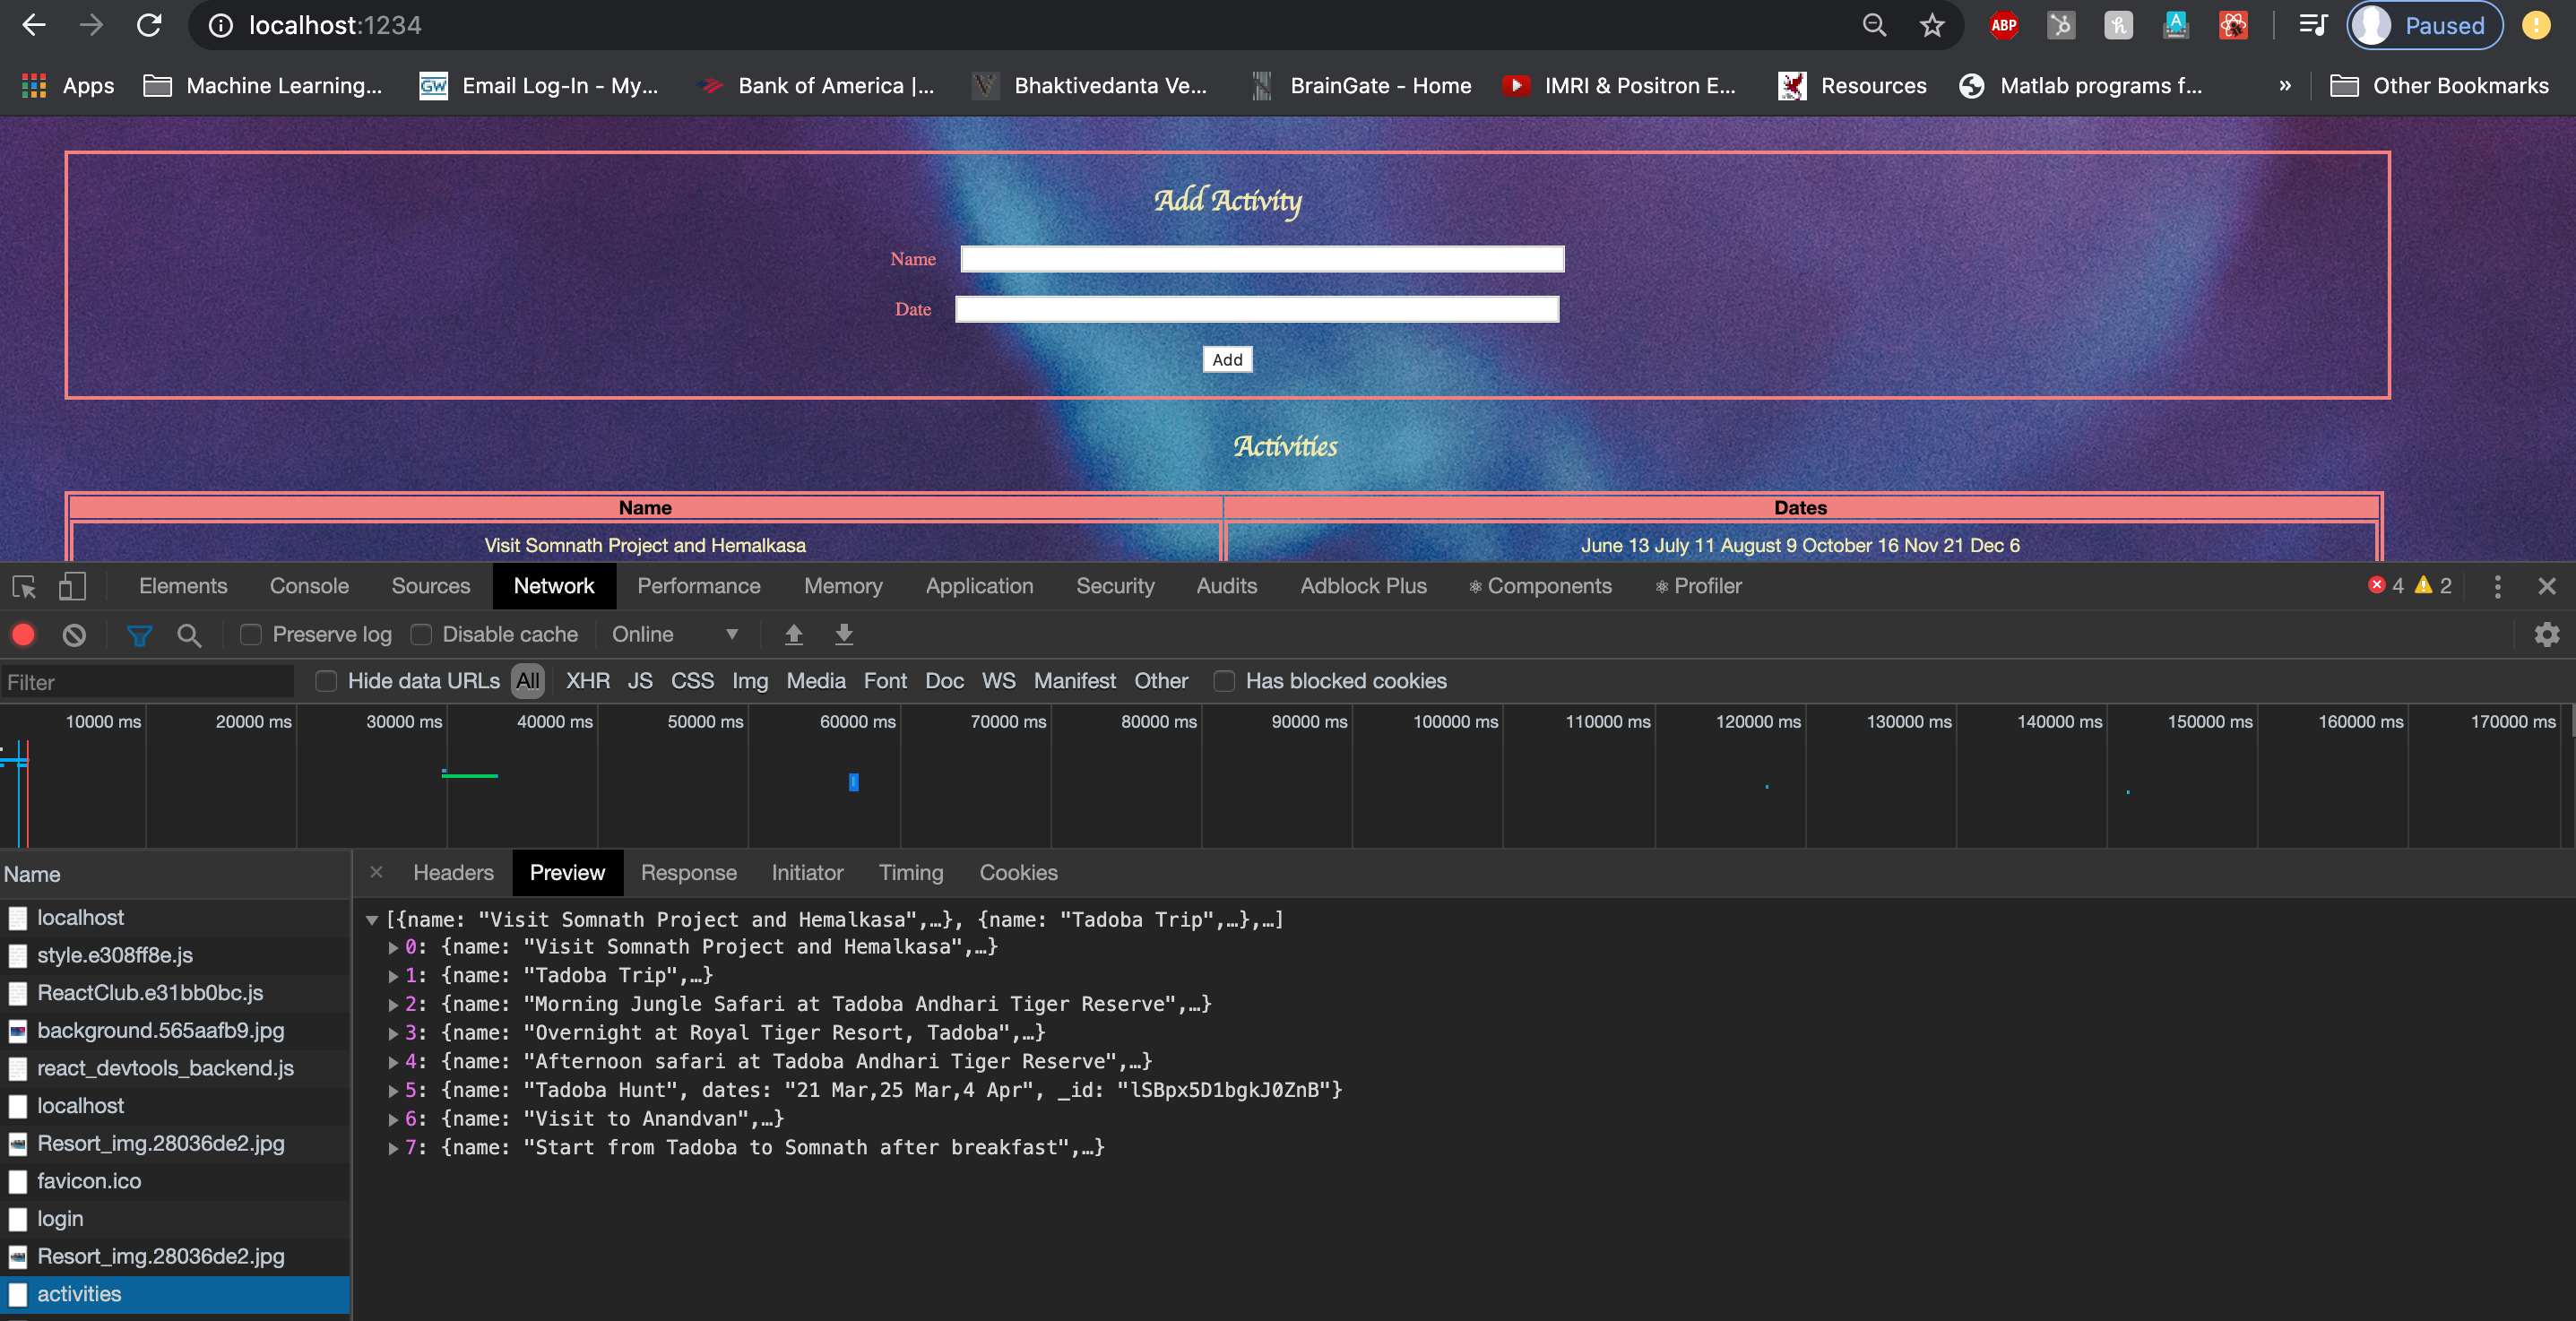 localhost:1234
ABP
Paused
Apps
Machine Learning...
GW
Email Log-In - My...
Bank of America |...
Bhaktivedanta Ve...
BrainGate - Home
IMRI & Positron E...
Resources
Matlab programs f...
»
Other Bookmarks
Add Activity
Name
Date
Add
Activities
Name Dates
Visit Somnath Project and Hemalkasa June 13 July 11 August 9 October 16 Nov 21 Dec 6
Elements Console Sources Network Performance Memory Application Security Audits Adblock Plus Components Profiler 4 2
Preserve log Disable cache Online
Filter Hide data URLs All XHR JS CSS Img Media Font Doc WS Manifest Other Has blocked cookies
10000 ms 20000 ms 30000 ms 40000 ms 50000 ms 60000 ms 70000 ms 80000 ms 90000 ms 100000 ms 110000 ms 120000 ms 130000 ms 140000 ms 150000 ms 160000 ms 170000 ms
Name
localhost
style.e308ff8e.js
ReactClub.e31bb0bc.js
background.565aafb9.jpg
react_devtools_backend.js
localhost
Resort_img.28036de2.jpg
favicon.ico
login
Resort_img.28036de2.jpg
activities
Headers Preview Response Initiator Timing Cookies
[{name: "Visit Somnath Project and Hemalkasa",…}, {name: "Tadoba Trip",…},…]
0: {name: "Visit Somnath Project and Hemalkasa",…}
1: {name: "Tadoba Trip",…}
2: {name: "Morning Jungle Safari at Tadoba Andhari Tiger Reserve",…}
3: {name: "Overnight at Royal Tiger Resort, Tadoba",…}
4: {name: "Afternoon safari at Tadoba Andhari Tiger Reserve",…}
5: {name: "Tadoba Hunt", dates: "21 Mar,25 Mar,4 Apr", _id: "lSBpx5D1bgkJ0ZnB"}
6: {name: "Visit to Anandvan",…}
7: {name: "Start from Tadoba to Somnath after breakfast",…}